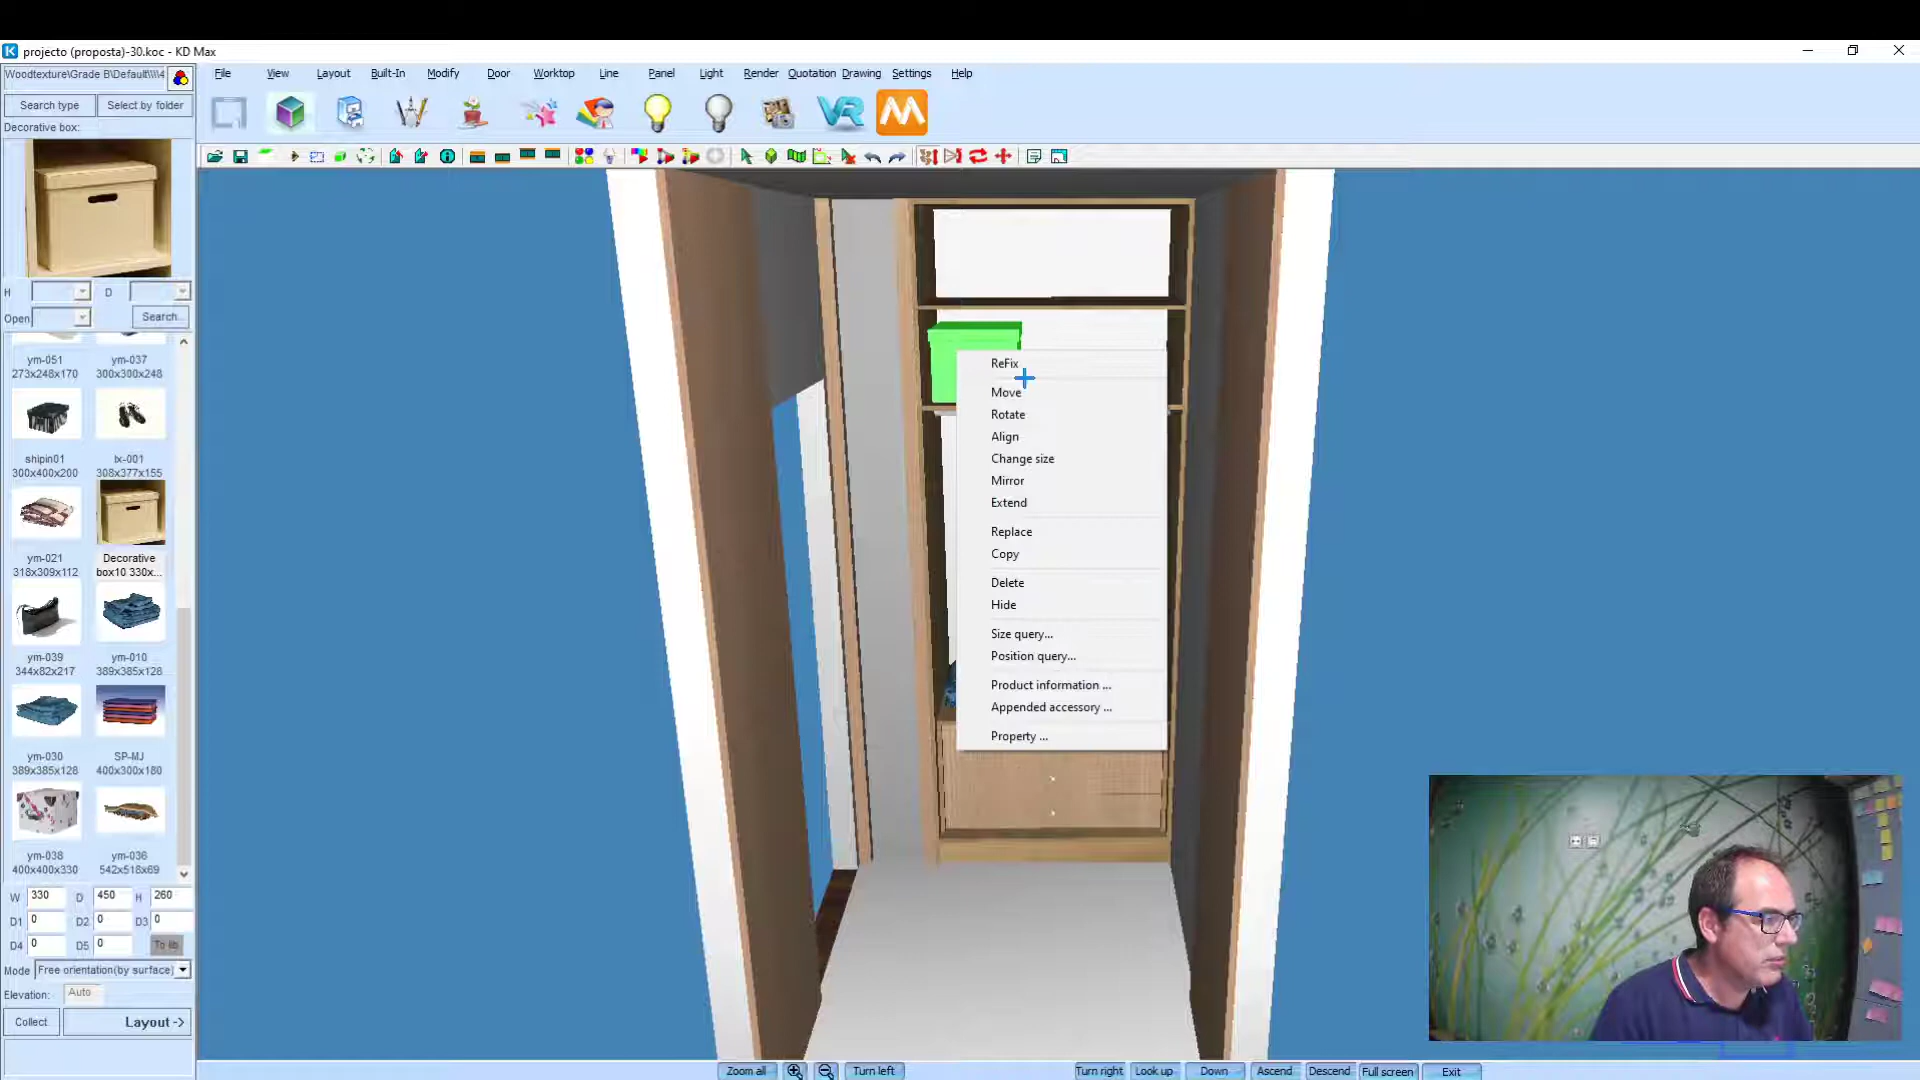 projecto (proposta)-30.koc - KD Max
Woodtexture\Grade B\Default\\\\4
File View Layout Built-In Modify Door Worktop Line Panel Light Render Quotation Drawing Settings Help
Search type Select by folder
Decorative box:
VR
H D
Open Search
ym-051 ym-037
273x248x170 300x300x248
shipin01 lx-001
300x400x200 308x377x155
ym-021 Decorative
318x309x112 box10 330x...
ym-039 ym-010
344x82x217 389x385x128
ym-030 SP-MJ
389x385x128 400x300x180
ym-038 ym-036
400x400x330 542x518x69
W 330 D 450 H 260
D1 0 D2 0 D3 0
D4 0 D5 0 To lib
Mode Free orientation(by surface)
Elevation: Auto
Collect Layout ->
ReFix
Move
Rotate
Align
Change size
Mirror
Extend
Replace
Copy
Delete
Hide
Size query...
Position query...
Product information ...
Appended accessory ...
Property ...
Zoom all Turn left Turn right Look up Down Ascend Descend Full screen Exit